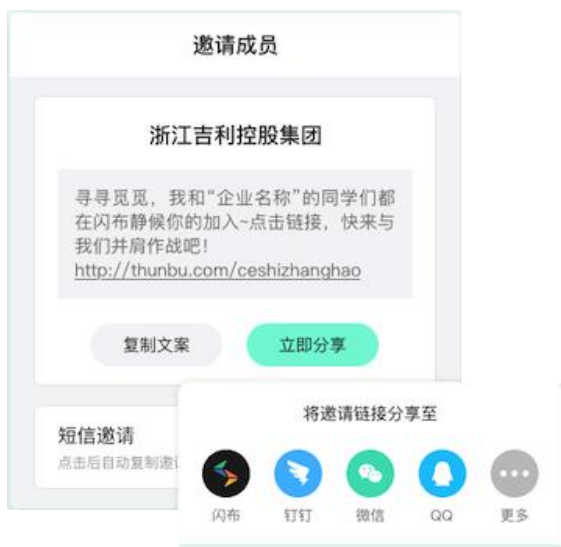 邀请成员
浙江吉利控股集团
寻寻觅觅，我和“企业名称”的同学们都
在闪布静候你的加入~点击链接，快来与
我们并肩作战吧！
http://thunbu.com/ceshizhanghao
复制文案
立即分享
短信邀请
点击后自动复制邀
将邀请链接分享至
闪布
钉钉
微信
QQ
更多